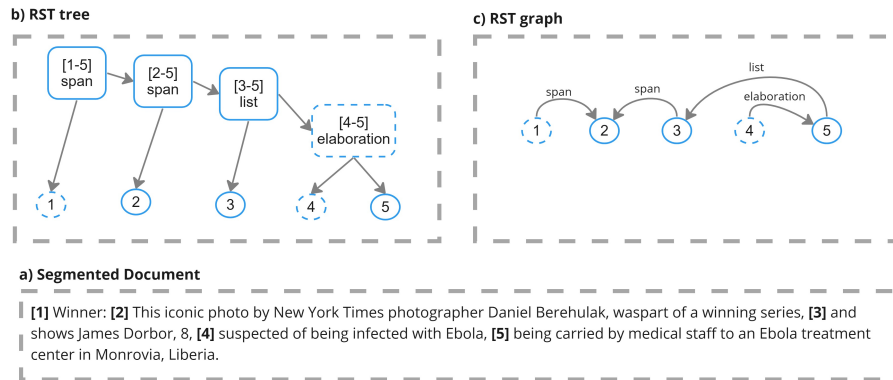 b) RST tree
c) RST graph
[1-5]
span
[2-5]
span
[3-5]
list
[4-5]
elaboration
1
2
3
4
5
span
span
list
elaboration
1
2
3
4
5
a) Segmented Document
[1] Winner: [2] This iconic photo by New York Times photographer Daniel Berehulak, waspart of a winning series, [3] and
shows James Dorbor, 8, [4] suspected of being infected with Ebola, [5] being carried by medical staff to an Ebola treatment
center in Monrovia, Liberia.